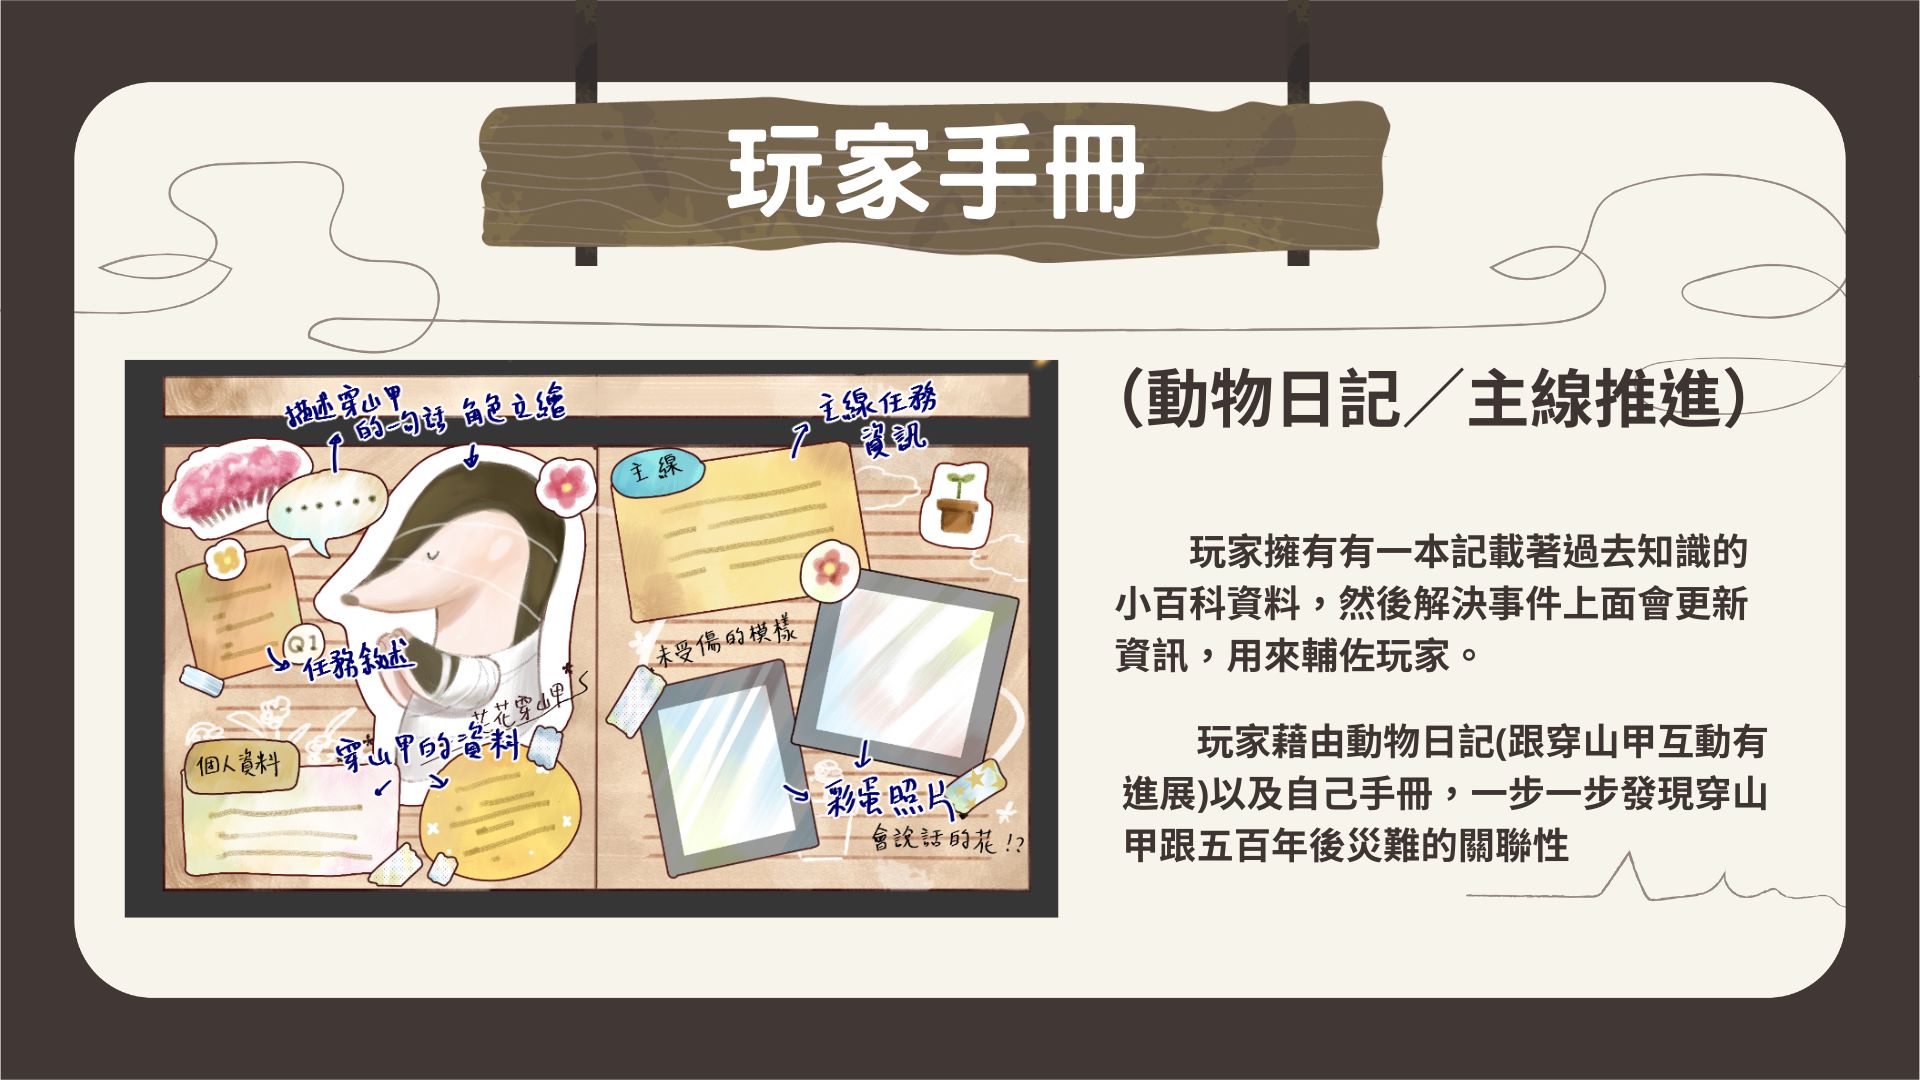 玩家手冊
描述穿山甲
的一句話
角色立繪
主線任務
資訊
主線
Q1
任務敘述
未受傷的模樣
花花穿山甲
穿山甲的資料
個人資料
彩蛋照片
會說話的花!?
（動物日記／主線推進）
玩家擁有有一本記載著過去知識的
小百科資料，然後解決事件上面會更新
資訊，用來輔佐玩家。
玩家藉由動物日記(跟穿山甲互動有
進展)以及自己手冊，一步一步發現穿山
甲跟五百年後災難的關聯性